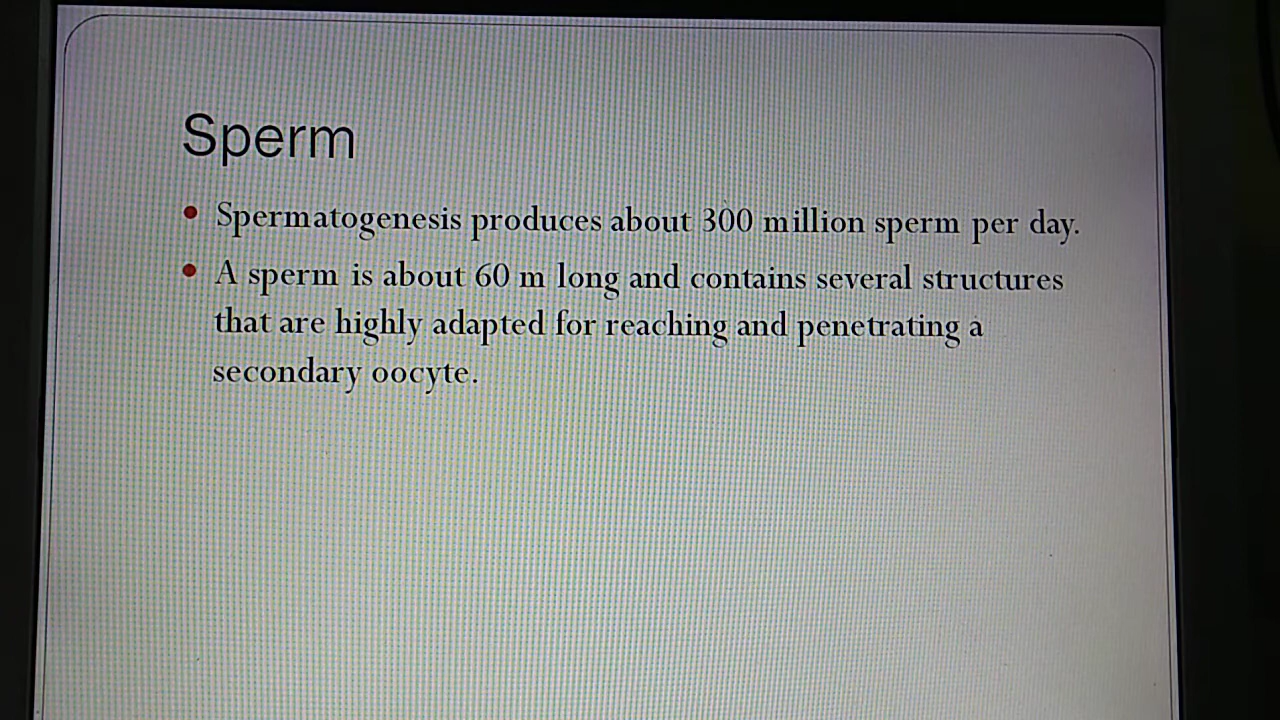 Sperm
• Spermatogenesis produces about 300 million sperm per day.
• A sperm is about 60 m long and contains several structures
that are highly adapted for reaching and penetrating a
secondary oocyte.